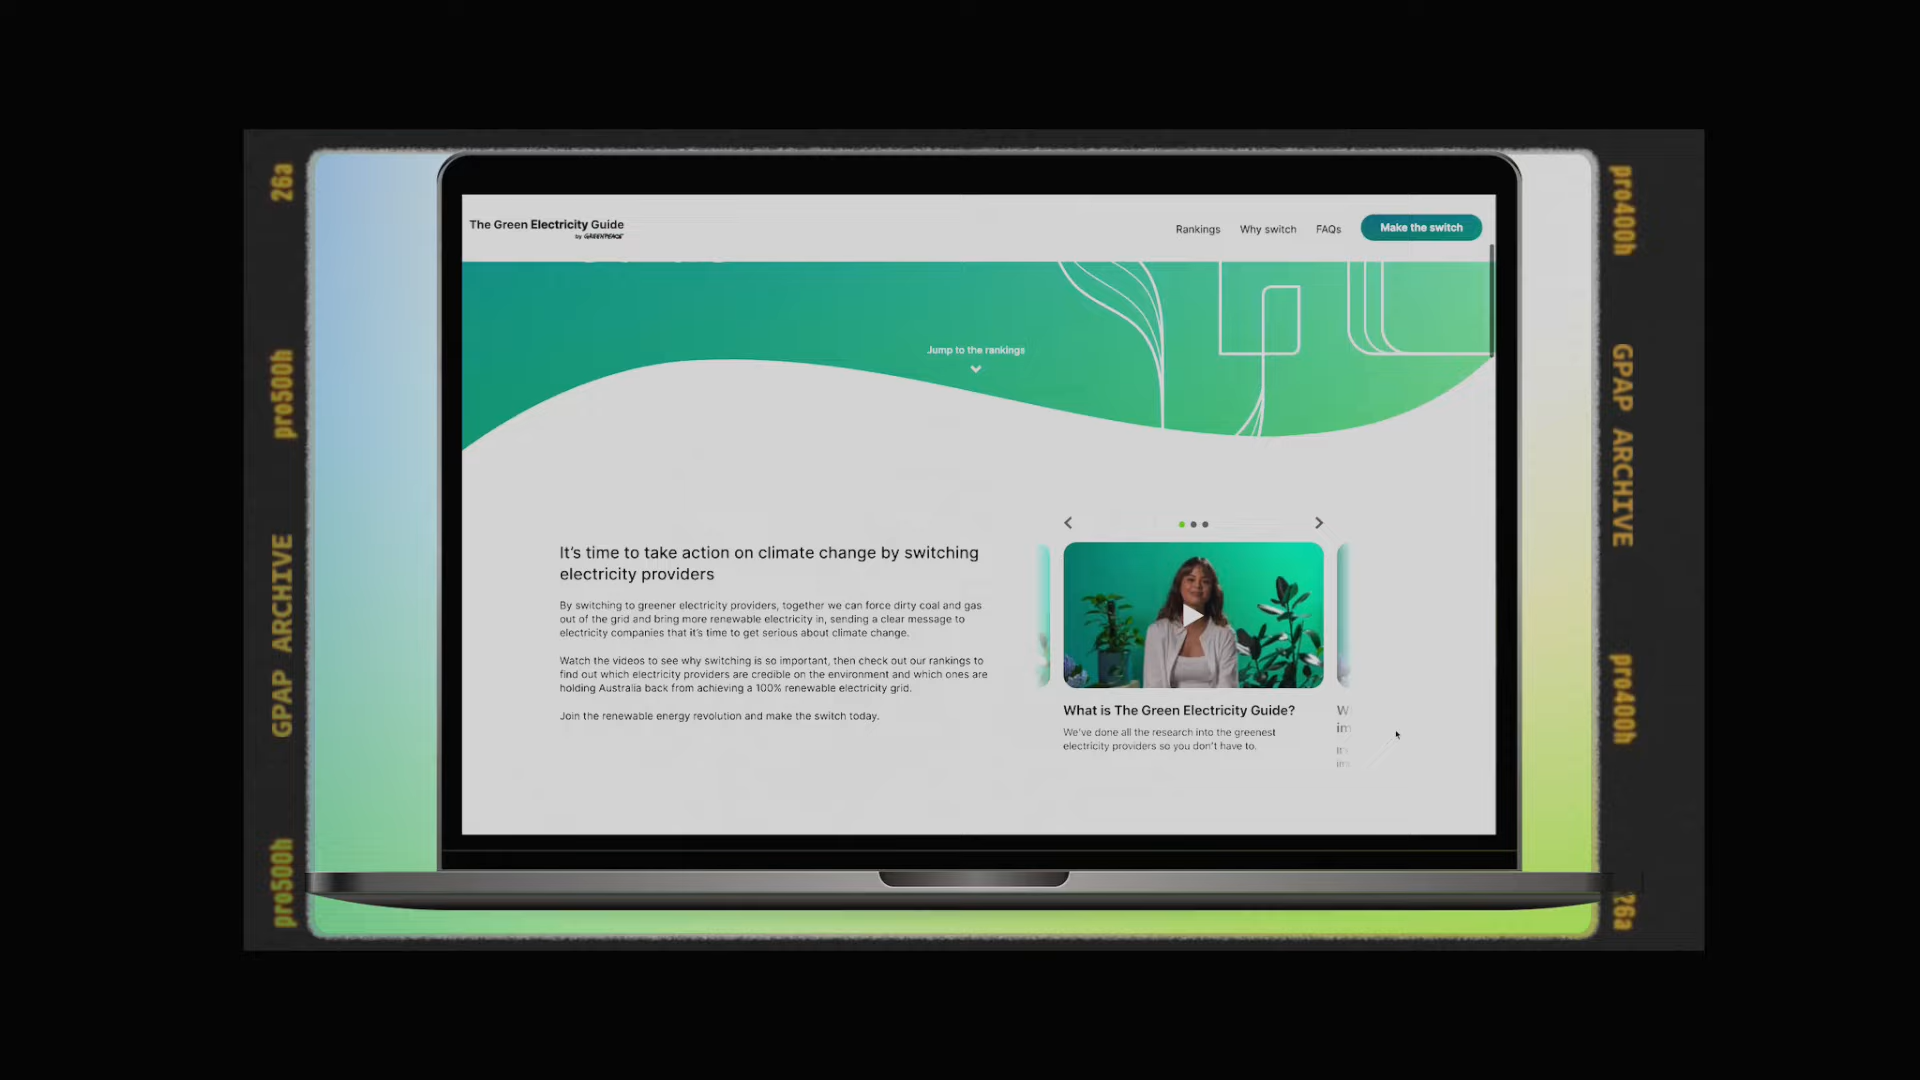 26a
pro500h
GPAP ARCHIVE
pro500h
The Green Electricity Guide
by GREENPEACE
Rankings
Why switch
FAQs
Make the switch
Jump to the rankings
It's time to take action on climate change by switching
electricity providers
By switching to greener electricity providers, together we can force dirty coal and gas
out of the grid and bring more renewable electricity in, sending a clear message to
electricity companies that it's time to get serious about climate change.
Watch the videos to see why switching is so important, then check out our rankings to
find out which electricity providers are credible on the environment and which ones are
holding Australia back from achieving a 100% renewable electricity grid.
Join the renewable energy revolution and make the switch today.
What is The Green Electricity Guide?
We've done all the research into the greenest
electricity providers so you don't have to.
pro400h
GPAP ARCHIVE
pro400h
26a